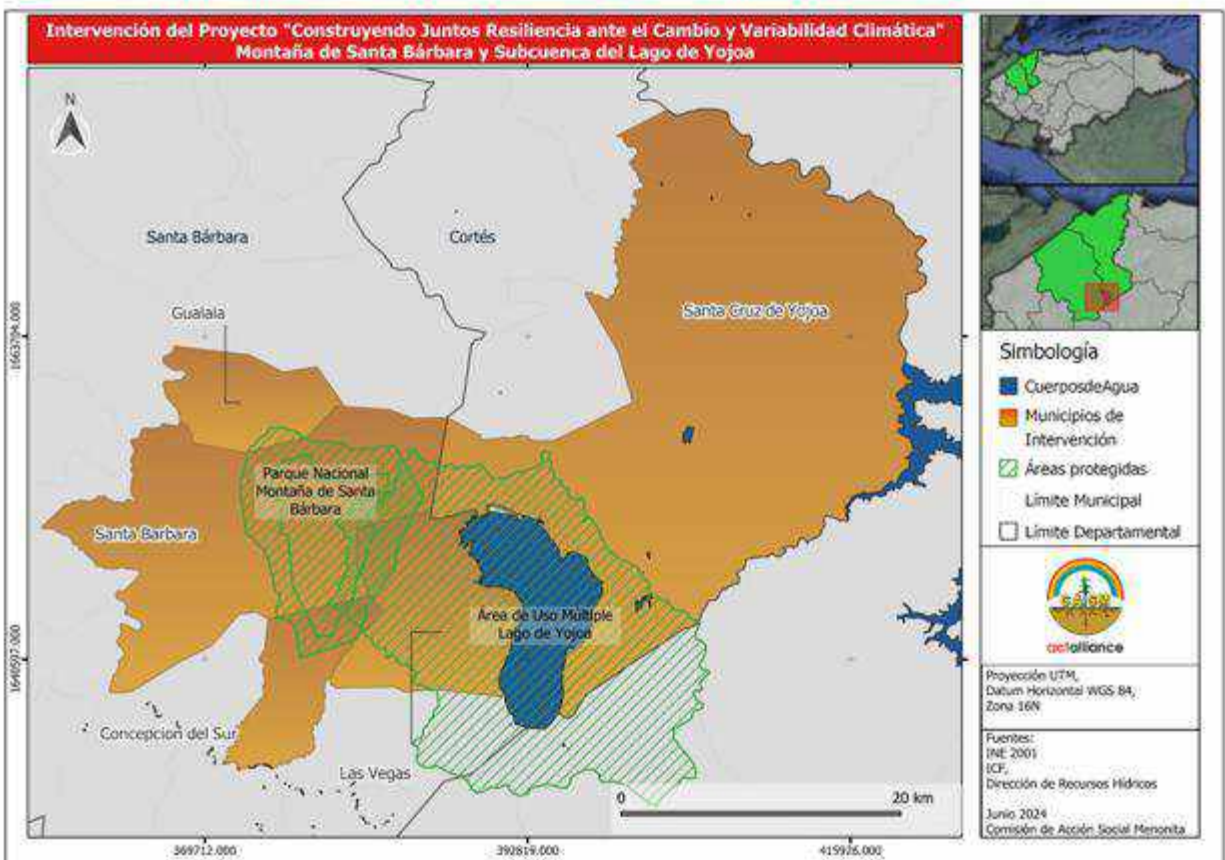 Intervención del Proyecto "Construyendo Juntos Resiliencia ante el Cambio y Variabilidad Climática"
Montaña de Santa Bárbara y Subcuenca del Lago de Yojoa
N
Santa Bárbara
Cortés
Gualala
Santa Cruz de Yojoa
Parque Nacional
Montaña de Santa
Bárbara
Santa Barbara
Área de Uso Múltiple
Lago de Yojoa
Concepcion del Sur
Las Vegas
0 20 km
1640597.000
369712.000
392819.000
415926.000
Simbología
CuerposdeAgua
Municipios de
Intervención
Áreas protegidas
Límite Municipal
Límite Departamental
actalliance
Proyección UTM,
Datum Horizontal WGS 84,
Zona 16N
Fuentes:
INE 2001
ICF,
Dirección de Recursos Hídricos
Junio 2024
Comisión de Acción Social Menonita